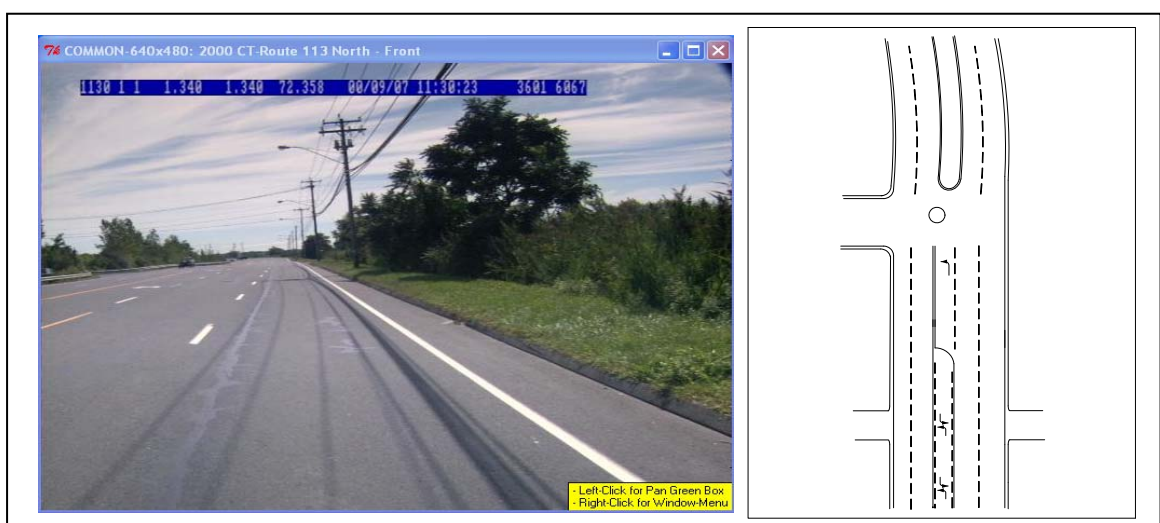 COMMON-640x480: 2000 CT-Route 113 North - Front
1130 1 1 1.340 1.340 72.358 00/09/07 11:30:23 3601 6067
- Left-Click for Pan Green Box
- Right-Click for Window-Menu